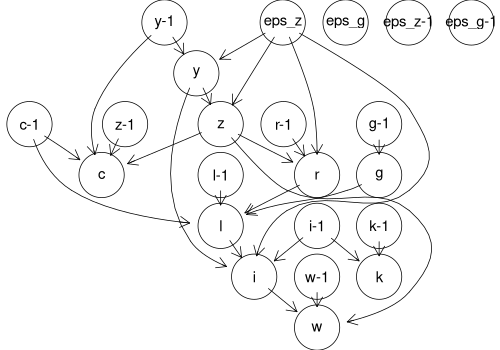 y-1 eps_z eps_g eps_z-1 eps_g-1
y
c-1 z-1 z r-1 g-1
c l-1 r g
l i-1 k-1
i w-1 k
w